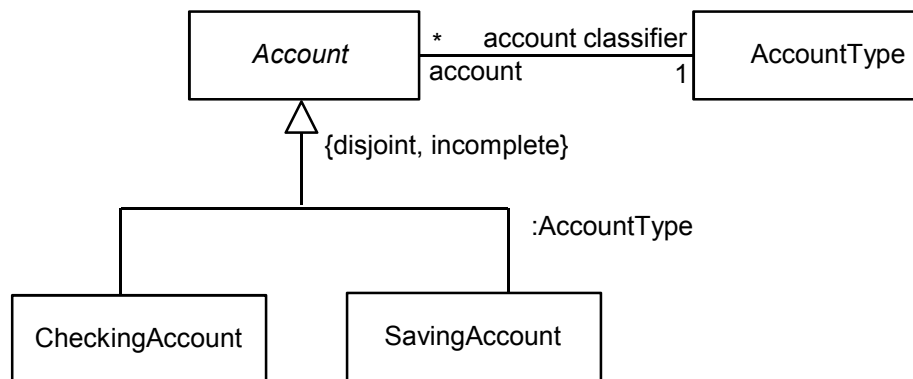 Account
* account classifier
account 1
AccountType
{disjoint, incomplete}
:AccountType
CheckingAccount
SavingAccount